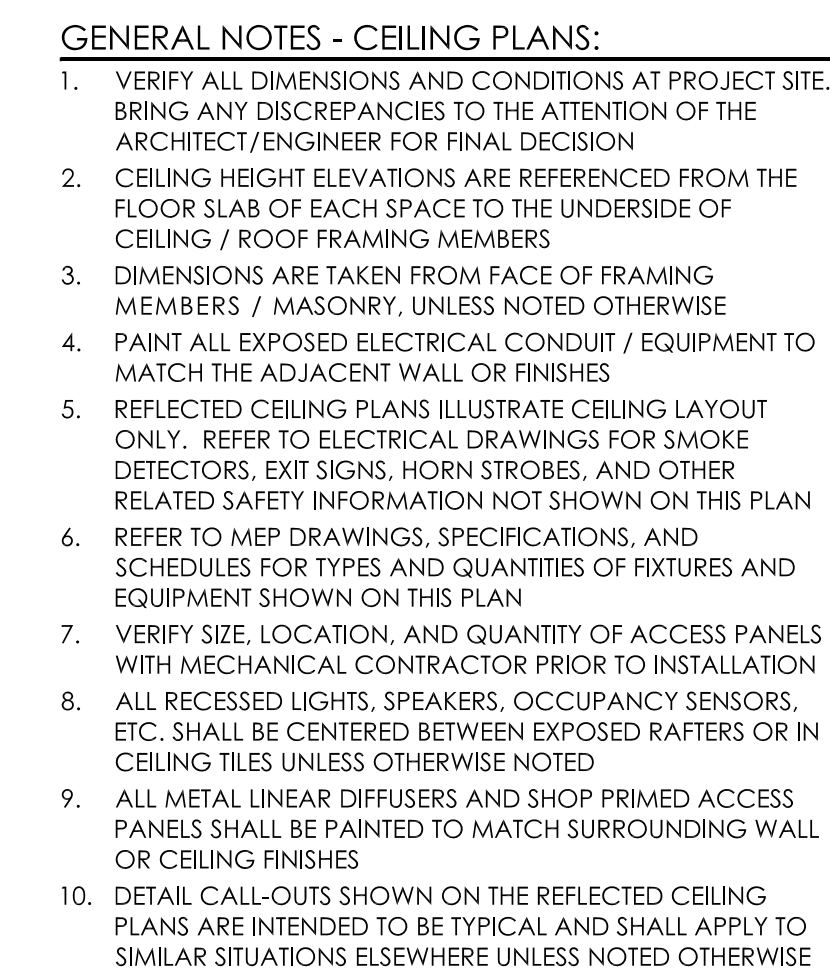 GENERAL NOTES - CEILING PLANS:
1. VERIFY ALL DIMENSIONS AND CONDITIONS AT PROJECT SITE.
BRING ANY DISCREPANCIES TO THE ATTENTION OF THE
ARCHITECT/ENGINEER FOR FINAL DECISION
2. CEILING HEIGHT ELEVATIONS ARE REFERENCED FROM THE
FLOOR SLAB OF EACH SPACE TO THE UNDERSIDE OF
CEILING / ROOF FRAMING MEMBERS
3. DIMENSIONS ARE TAKEN FROM FACE OF FRAMING
MEMBERS / MASONRY, UNLESS NOTED OTHERWISE
4. PAINT ALL EXPOSED ELECTRICAL CONDUIT / EQUIPMENT TO
MATCH THE ADJACENT WALL OR FINISHES
5. REFLECTED CEILING PLANS ILLUSTRATE CEILING LAYOUT
ONLY. REFER TO ELECTRICAL DRAWINGS FOR SMOKE
DETECTORS, EXIT SIGNS, HORN STROBES, AND OTHER
RELATED SAFETY INFORMATION NOT SHOWN ON THIS PLAN
6. REFER TO MEP DRAWINGS, SPECIFICATIONS, AND
SCHEDULES FOR TYPES AND QUANTITIES OF FIXTURES AND
EQUIPMENT SHOWN ON THIS PLAN
7. VERIFY SIZE, LOCATION, AND QUANTITY OF ACCESS PANELS
WITH MECHANICAL CONTRACTOR PRIOR TO INSTALLATION
8. ALL RECESSED LIGHTS, SPEAKERS, OCCUPANCY SENSORS,
ETC. SHALL BE CENTERED BETWEEN EXPOSED RAFTERS OR IN
CEILING TILES UNLESS OTHERWISE NOTED
9. ALL METAL LINEAR DIFFUSERS AND SHOP PRIMED ACCESS
PANELS SHALL BE PAINTED TO MATCH SURROUNDING WALL
OR CEILING FINISHES
10. DETAIL CALL-OUTS SHOWN ON THE REFLECTED CEILING
PLANS ARE INTENDED TO BE TYPICAL AND SHALL APPLY TO
SIMILAR SITUATIONS ELSEWHERE UNLESS NOTED OTHERWISE